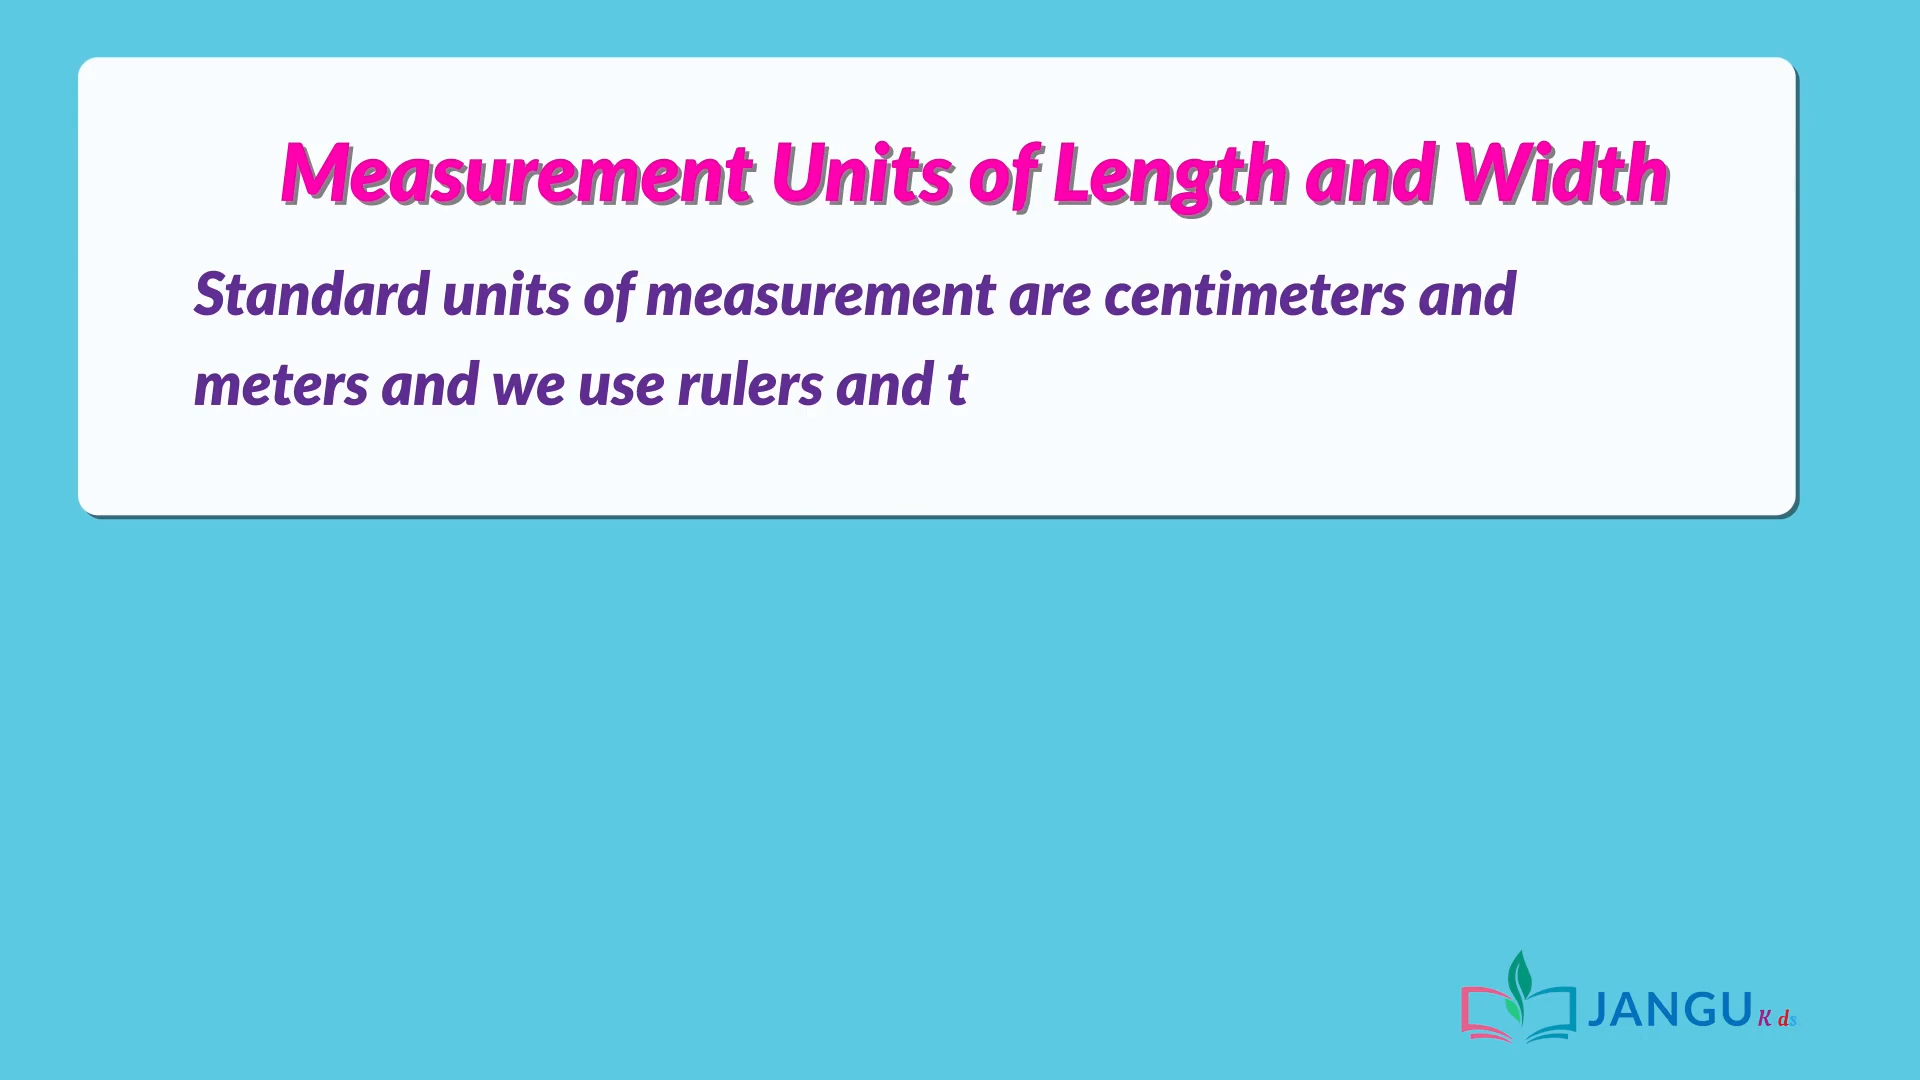 Measurement Units of Length and Width
Standard units of measurement are centimeters and
meters and we use rulers and t
JANGU K ds